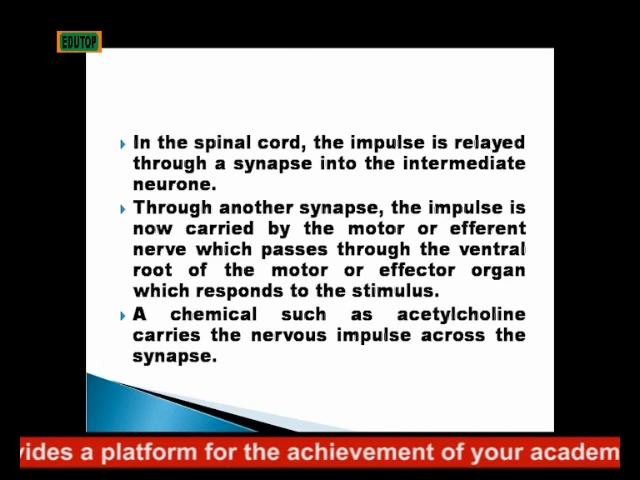 EDUTOP
In the spinal cord, the impulse is relayed
through a synapse into the intermediate
neurone.
Through another synapse, the impulse is
now carried by the motor or efferent
nerve which passes through the ventral
root of the motor or effector organ
which responds to the stimulus.
A chemical such as acetylcholine
carries the nervous impulse across the
synapse.
vides a platform for the achievement of your academ